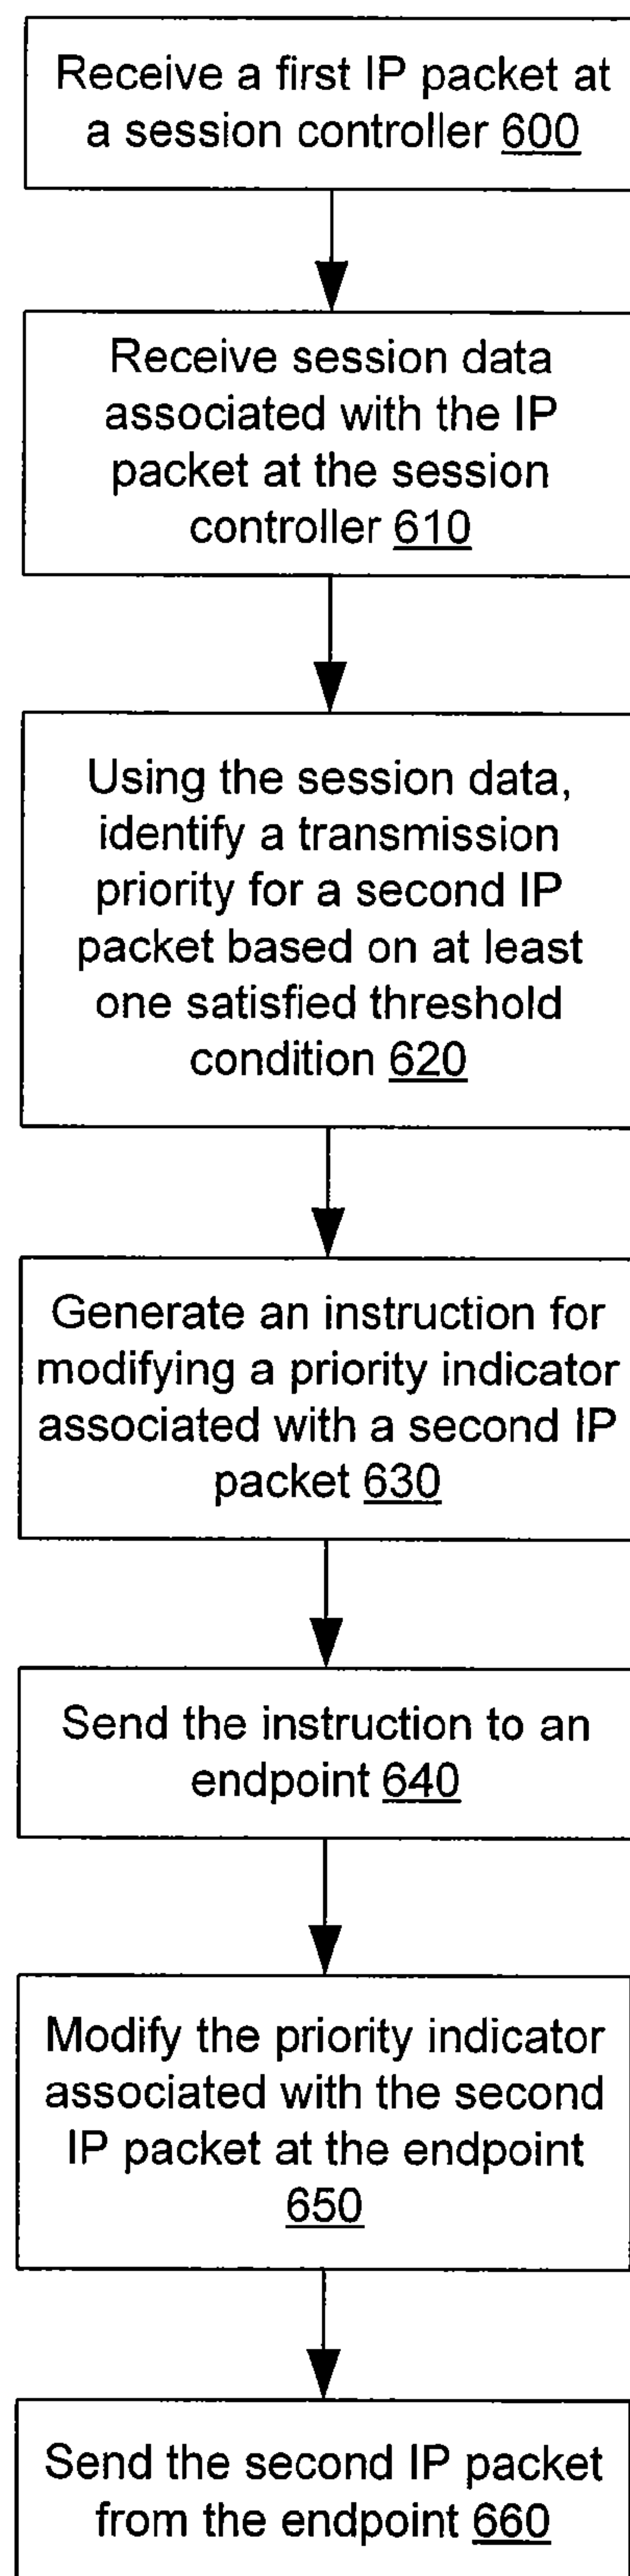 Receive a first IP packet at
a session controller 600
Receive session data
associated with the IP
packet at the session
controller 610
Using the session data,
identify a transmission
priority for a second IP
packet based on at least
one satisfied threshold
condition 620
Generate an instruction for
modifying a priority indicator
associated with a second IP
packet 630
Send the instruction to an
endpoint 640
Modify the priority indicator
associated with the second
IP packet at the endpoint
650
Send the second IP packet
from the endpoint 660